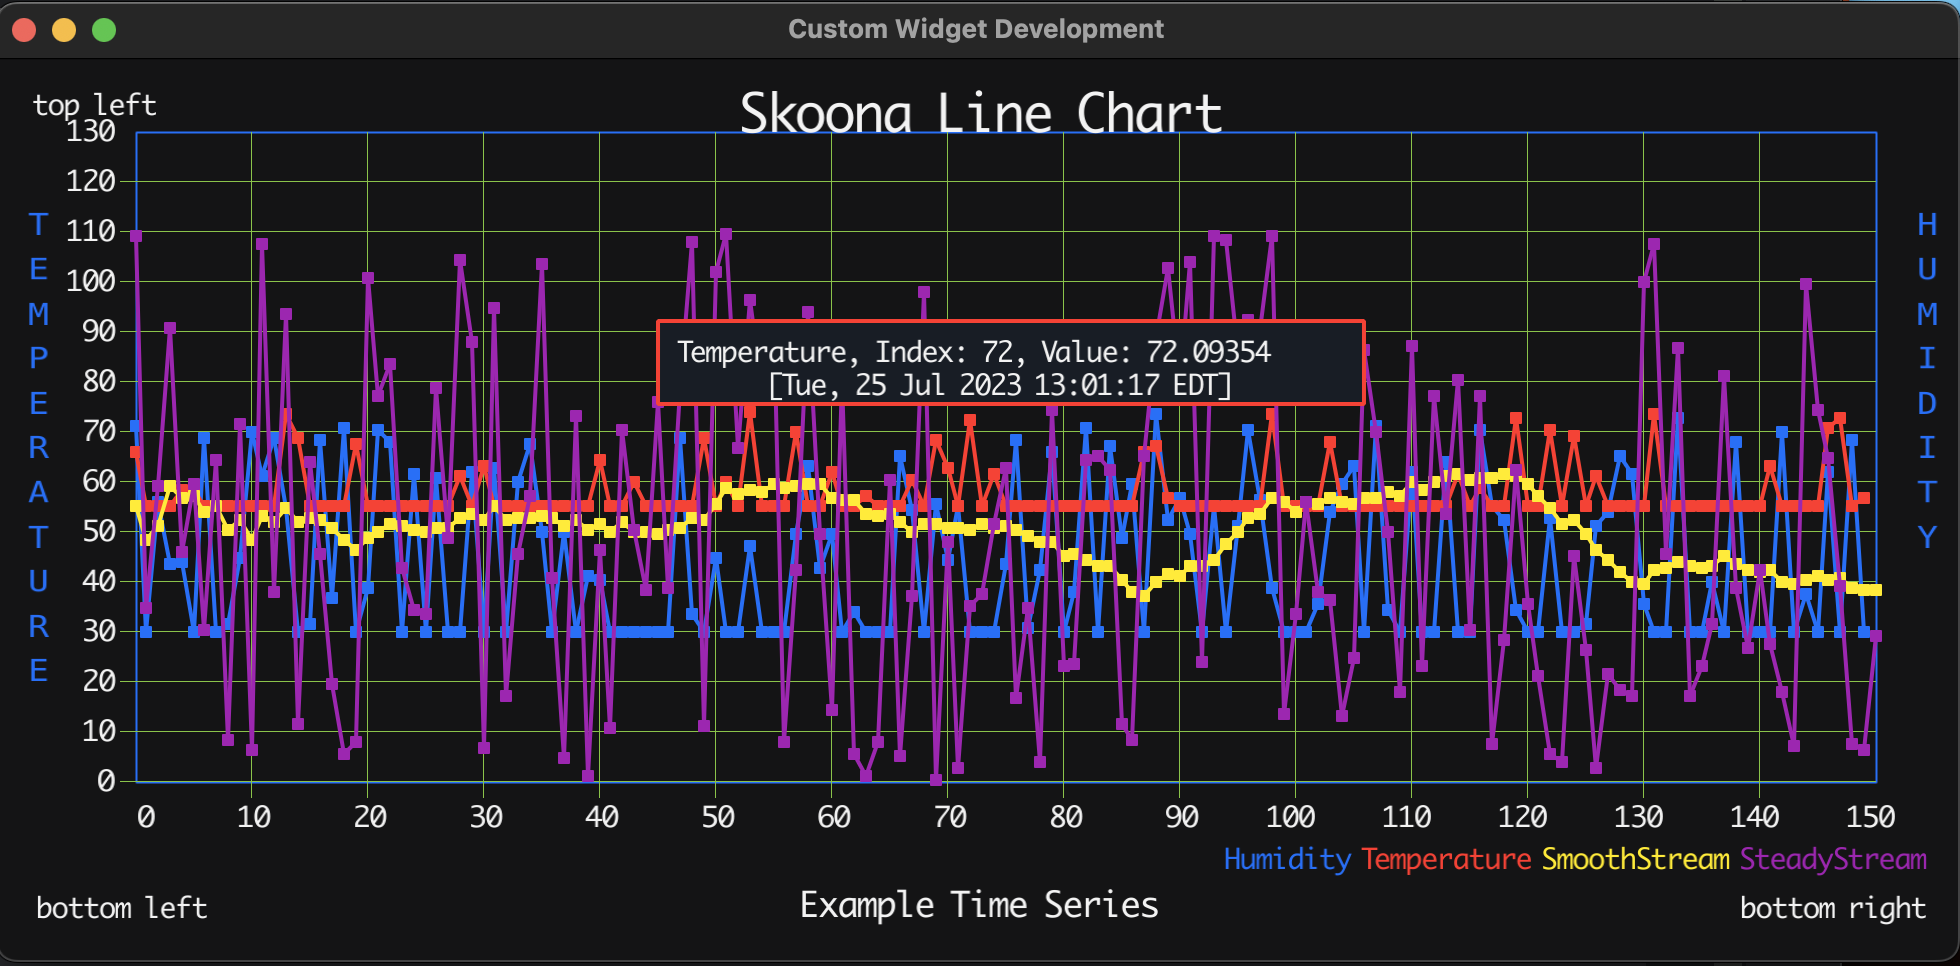 Custom Widget Development
top left
Skoona Line Chart
130
120
110
100
90
80
70
60
50
40
30
20
10
0
TEMPERATURE
HUMIDITY
Temperature, Index: 72, Value: 72.09354
[Tue, 25 Jul 2023 13:01:17 EDT]
0 10 20 30 40 50 60 70 80 90 100 110 120 130 140 150
Humidity Temperature SmoothStream SteadyStream
bottom left
Example Time Series
bottom right